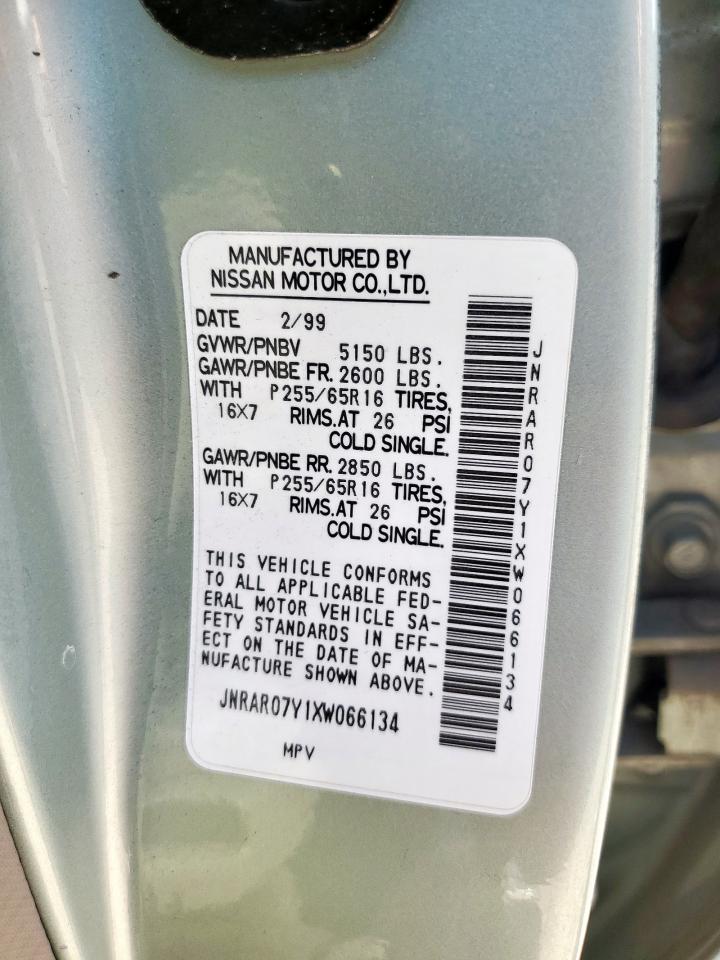 MANUFACTURED BY
NISSAN MOTOR CO.,LTD.
DATE 2/99
GVWR/PNBV 5150 LBS.
GAWR/PNBE FR. 2600 LBS.
WITH P255/65R16 TIRES,
16X7 RIMS.AT 26 PSI
COLD SINGLE.
GAWR/PNBE RR. 2850 LBS.
WITH P255/65R16 TIRES,
16X7 RIMS.AT 26 PSI
COLD SINGLE.
THIS VEHICLE CONFORMS
TO ALL APPLICABLE FED-
ERAL MOTOR VEHICLE SA-
FETY STANDARDS IN EFF-
ECT ON THE DATE OF MA-
NUFACTURE SHOWN ABOVE.
JNRAR07Y1XW066134
MPV
JNRAR07Y1XW066134